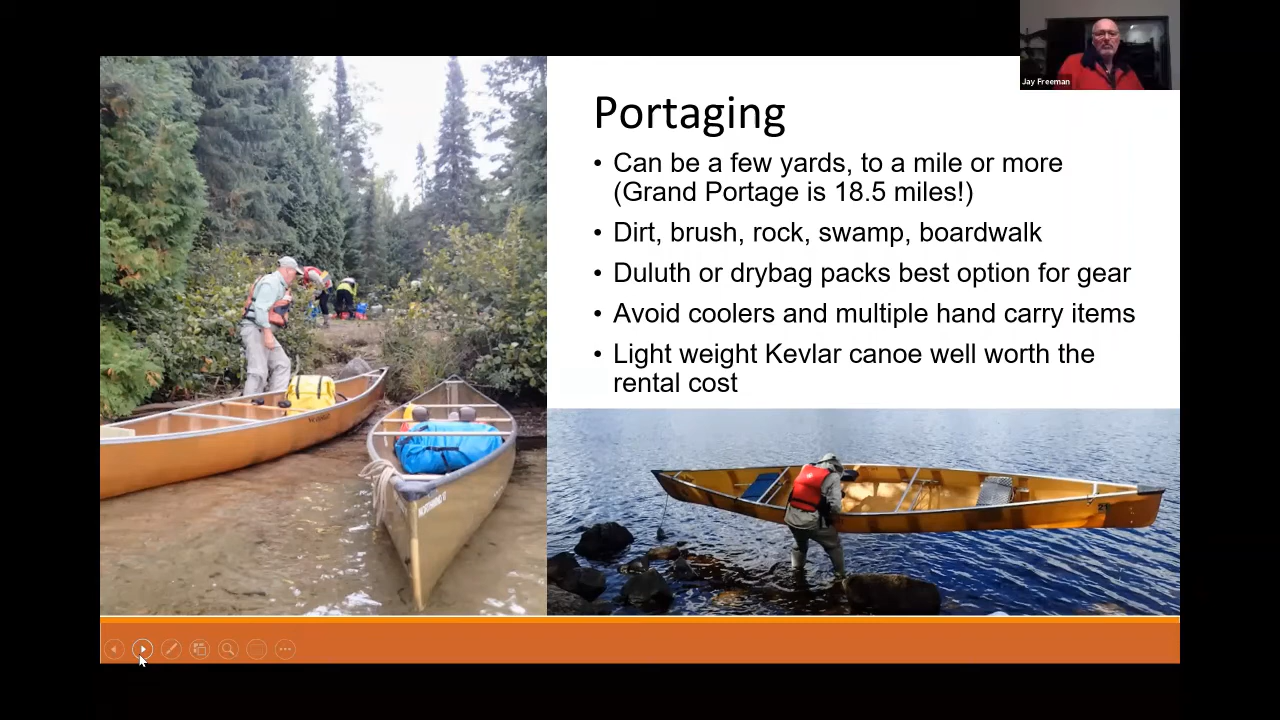 Jay Freeman
Portaging
• Can be a few yards, to a mile or more
(Grand Portage is 18.5 miles!)
• Dirt, brush, rock, swamp, boardwalk
• Duluth or drybag packs best option for gear
• Avoid coolers and multiple hand carry items
• Light weight Kevlar canoe well worth the
rental cost